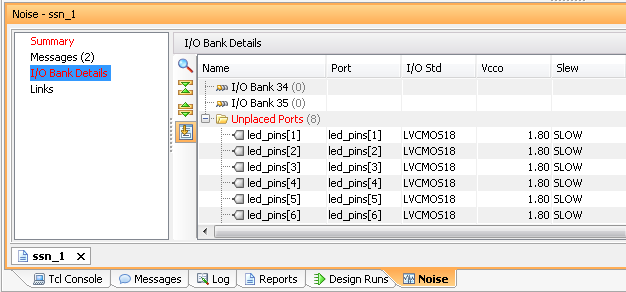 Noise - ssn_1
Summary
Messages (2)
I/O Bank Details
Links
I/O Bank Details
Name Port I/O Std Vcco Slew
I/O Bank 34 (0)
I/O Bank 35 (0)
Unplaced Ports (8)
led_pins[1] led_pins[1] LVCMOS18 1.80 SLOW
led_pins[2] led_pins[2] LVCMOS18 1.80 SLOW
led_pins[3] led_pins[3] LVCMOS18 1.80 SLOW
led_pins[4] led_pins[4] LVCMOS18 1.80 SLOW
led_pins[5] led_pins[5] LVCMOS18 1.80 SLOW
led_pins[6] led_pins[6] LVCMOS18 1.80 SLOW
ssn_1
Tcl Console Messages Log Reports Design Runs Noise